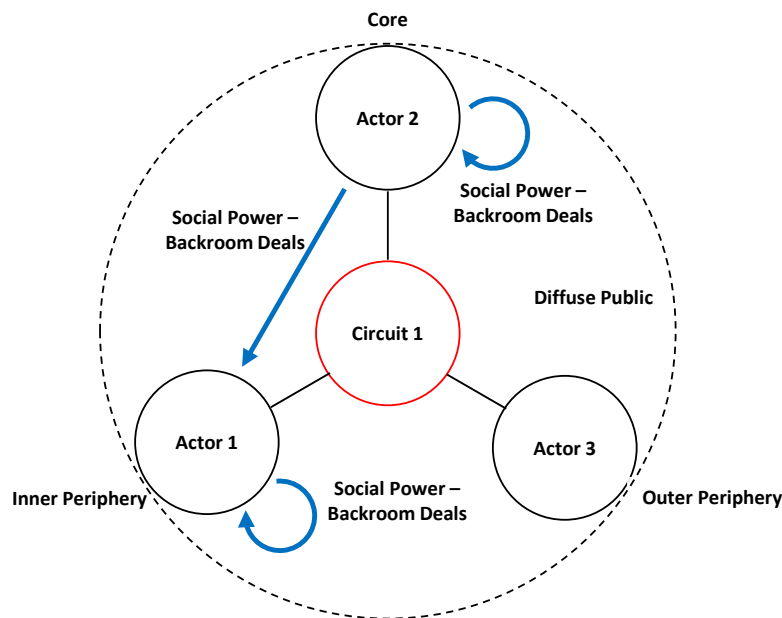 Core
Actor 2
Social Power –
Backroom Deals
Social Power –
Backroom Deals
Diffuse Public
Circuit 1
Actor 1
Actor 3
Social Power –
Backroom Deals
Inner Periphery
Outer Periphery